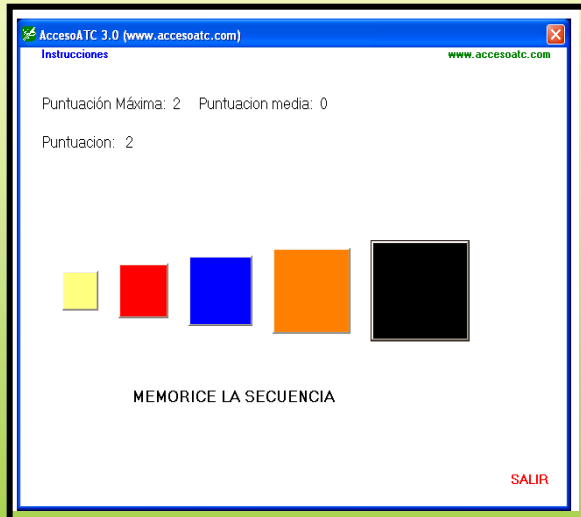 AccesoATC 3.0 (www.accesoatc.com)
Instrucciones www.accesoatc.com
Puntuación Máxima: 2 Puntuacion media: 0
Puntuacion: 2
MEMORICE LA SECUENCIA
SALIR